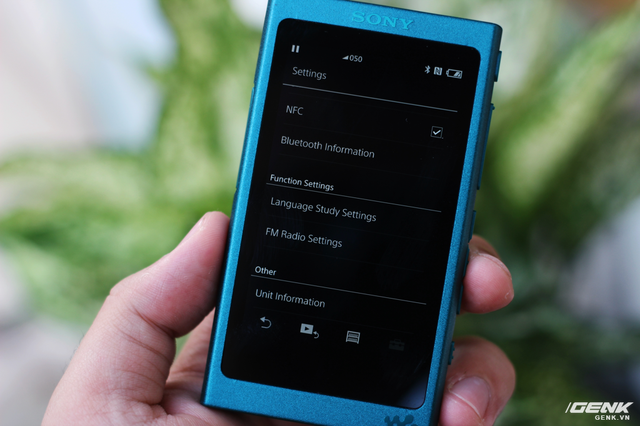 SONY
050
Settings
NFC
Bluetooth Information
Function Settings
Language Study Settings
FM Radio Settings
Other
Unit Information
GENK
GENK.VN